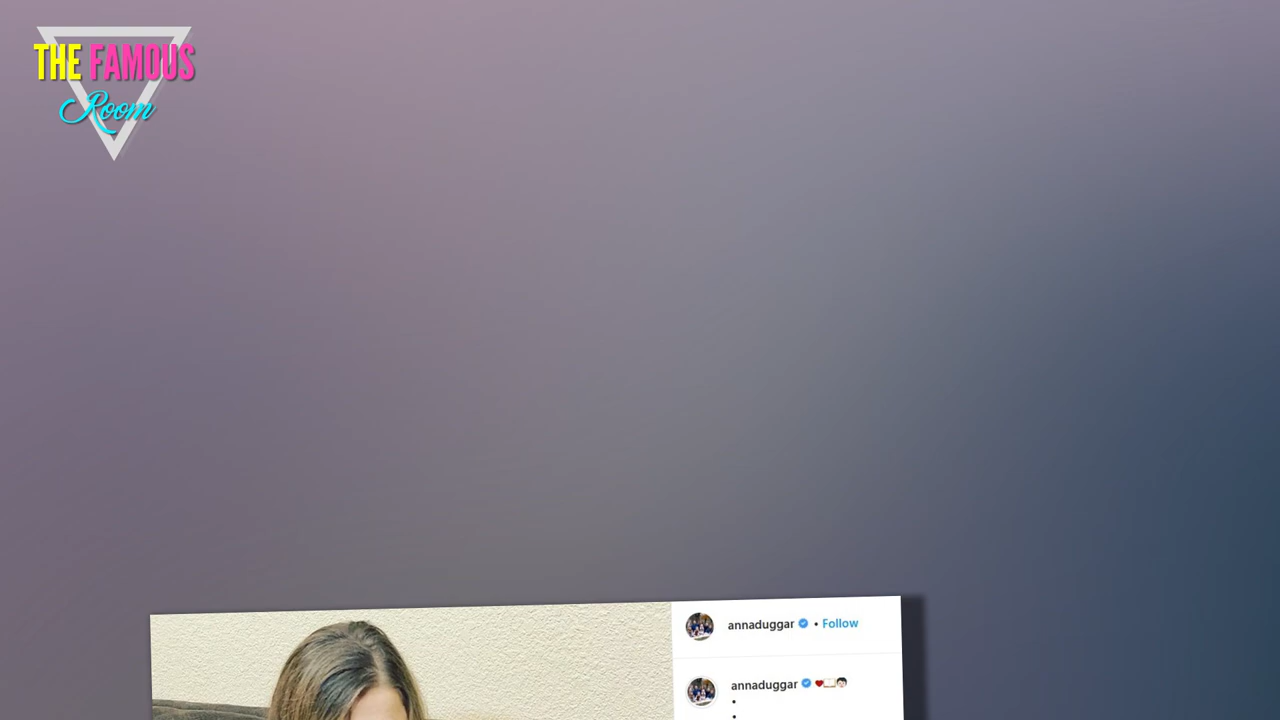 THE FAMOUS
Room
annaduggar • Follow
annaduggar
•
•